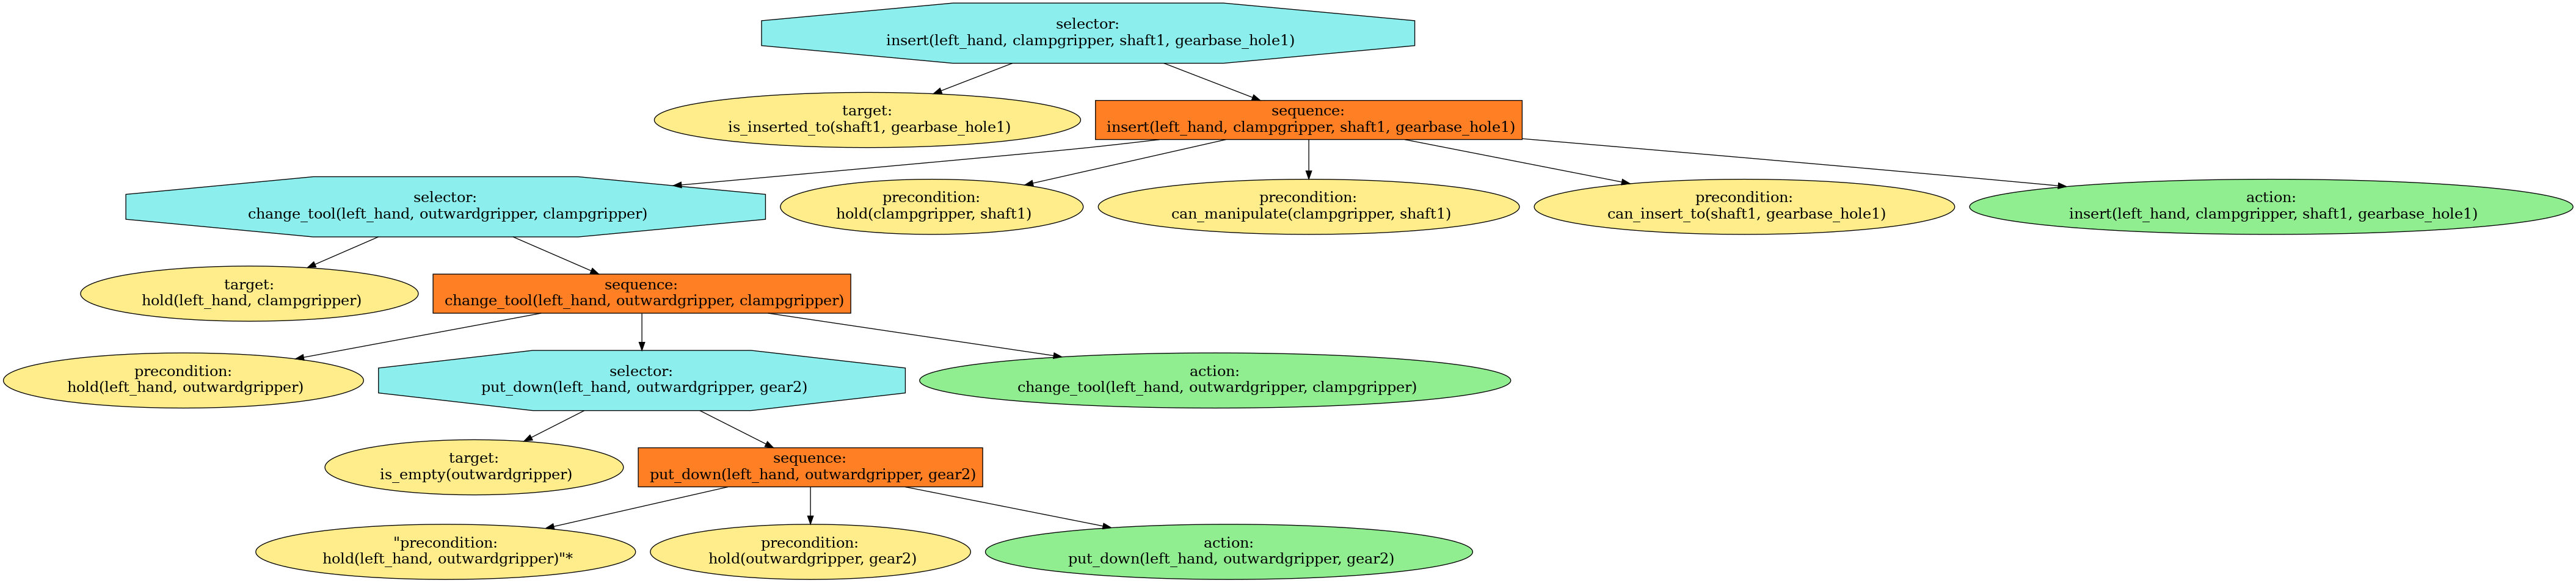 selector:
insert(left_hand, clampgripper, shaft1, gearbase_hole1)
target:
is_inserted_to(shaft1, gearbase_hole1)
sequence:
insert(left_hand, clampgripper, shaft1, gearbase_hole1)
selector:
change_tool(left_hand, outwardgripper, clampgripper)
precondition:
hold(clampgripper, shaft1)
precondition:
can_manipulate(clampgripper, shaft1)
precondition:
can_insert_to(shaft1, gearbase_hole1)
action:
insert(left_hand, clampgripper, shaft1, gearbase_hole1)
target:
hold(left_hand, clampgripper)
sequence:
change_tool(left_hand, outwardgripper, clampgripper)
precondition:
hold(left_hand, outwardgripper)
selector:
put_down(left_hand, outwardgripper, gear2)
action:
change_tool(left_hand, outwardgripper, clampgripper)
target:
is_empty(outwardgripper)
sequence:
put_down(left_hand, outwardgripper, gear2)
"precondition:
hold(left_hand, outwardgripper)"*
precondition:
hold(outwardgripper, gear2)
action:
put_down(left_hand, outwardgripper, gear2)